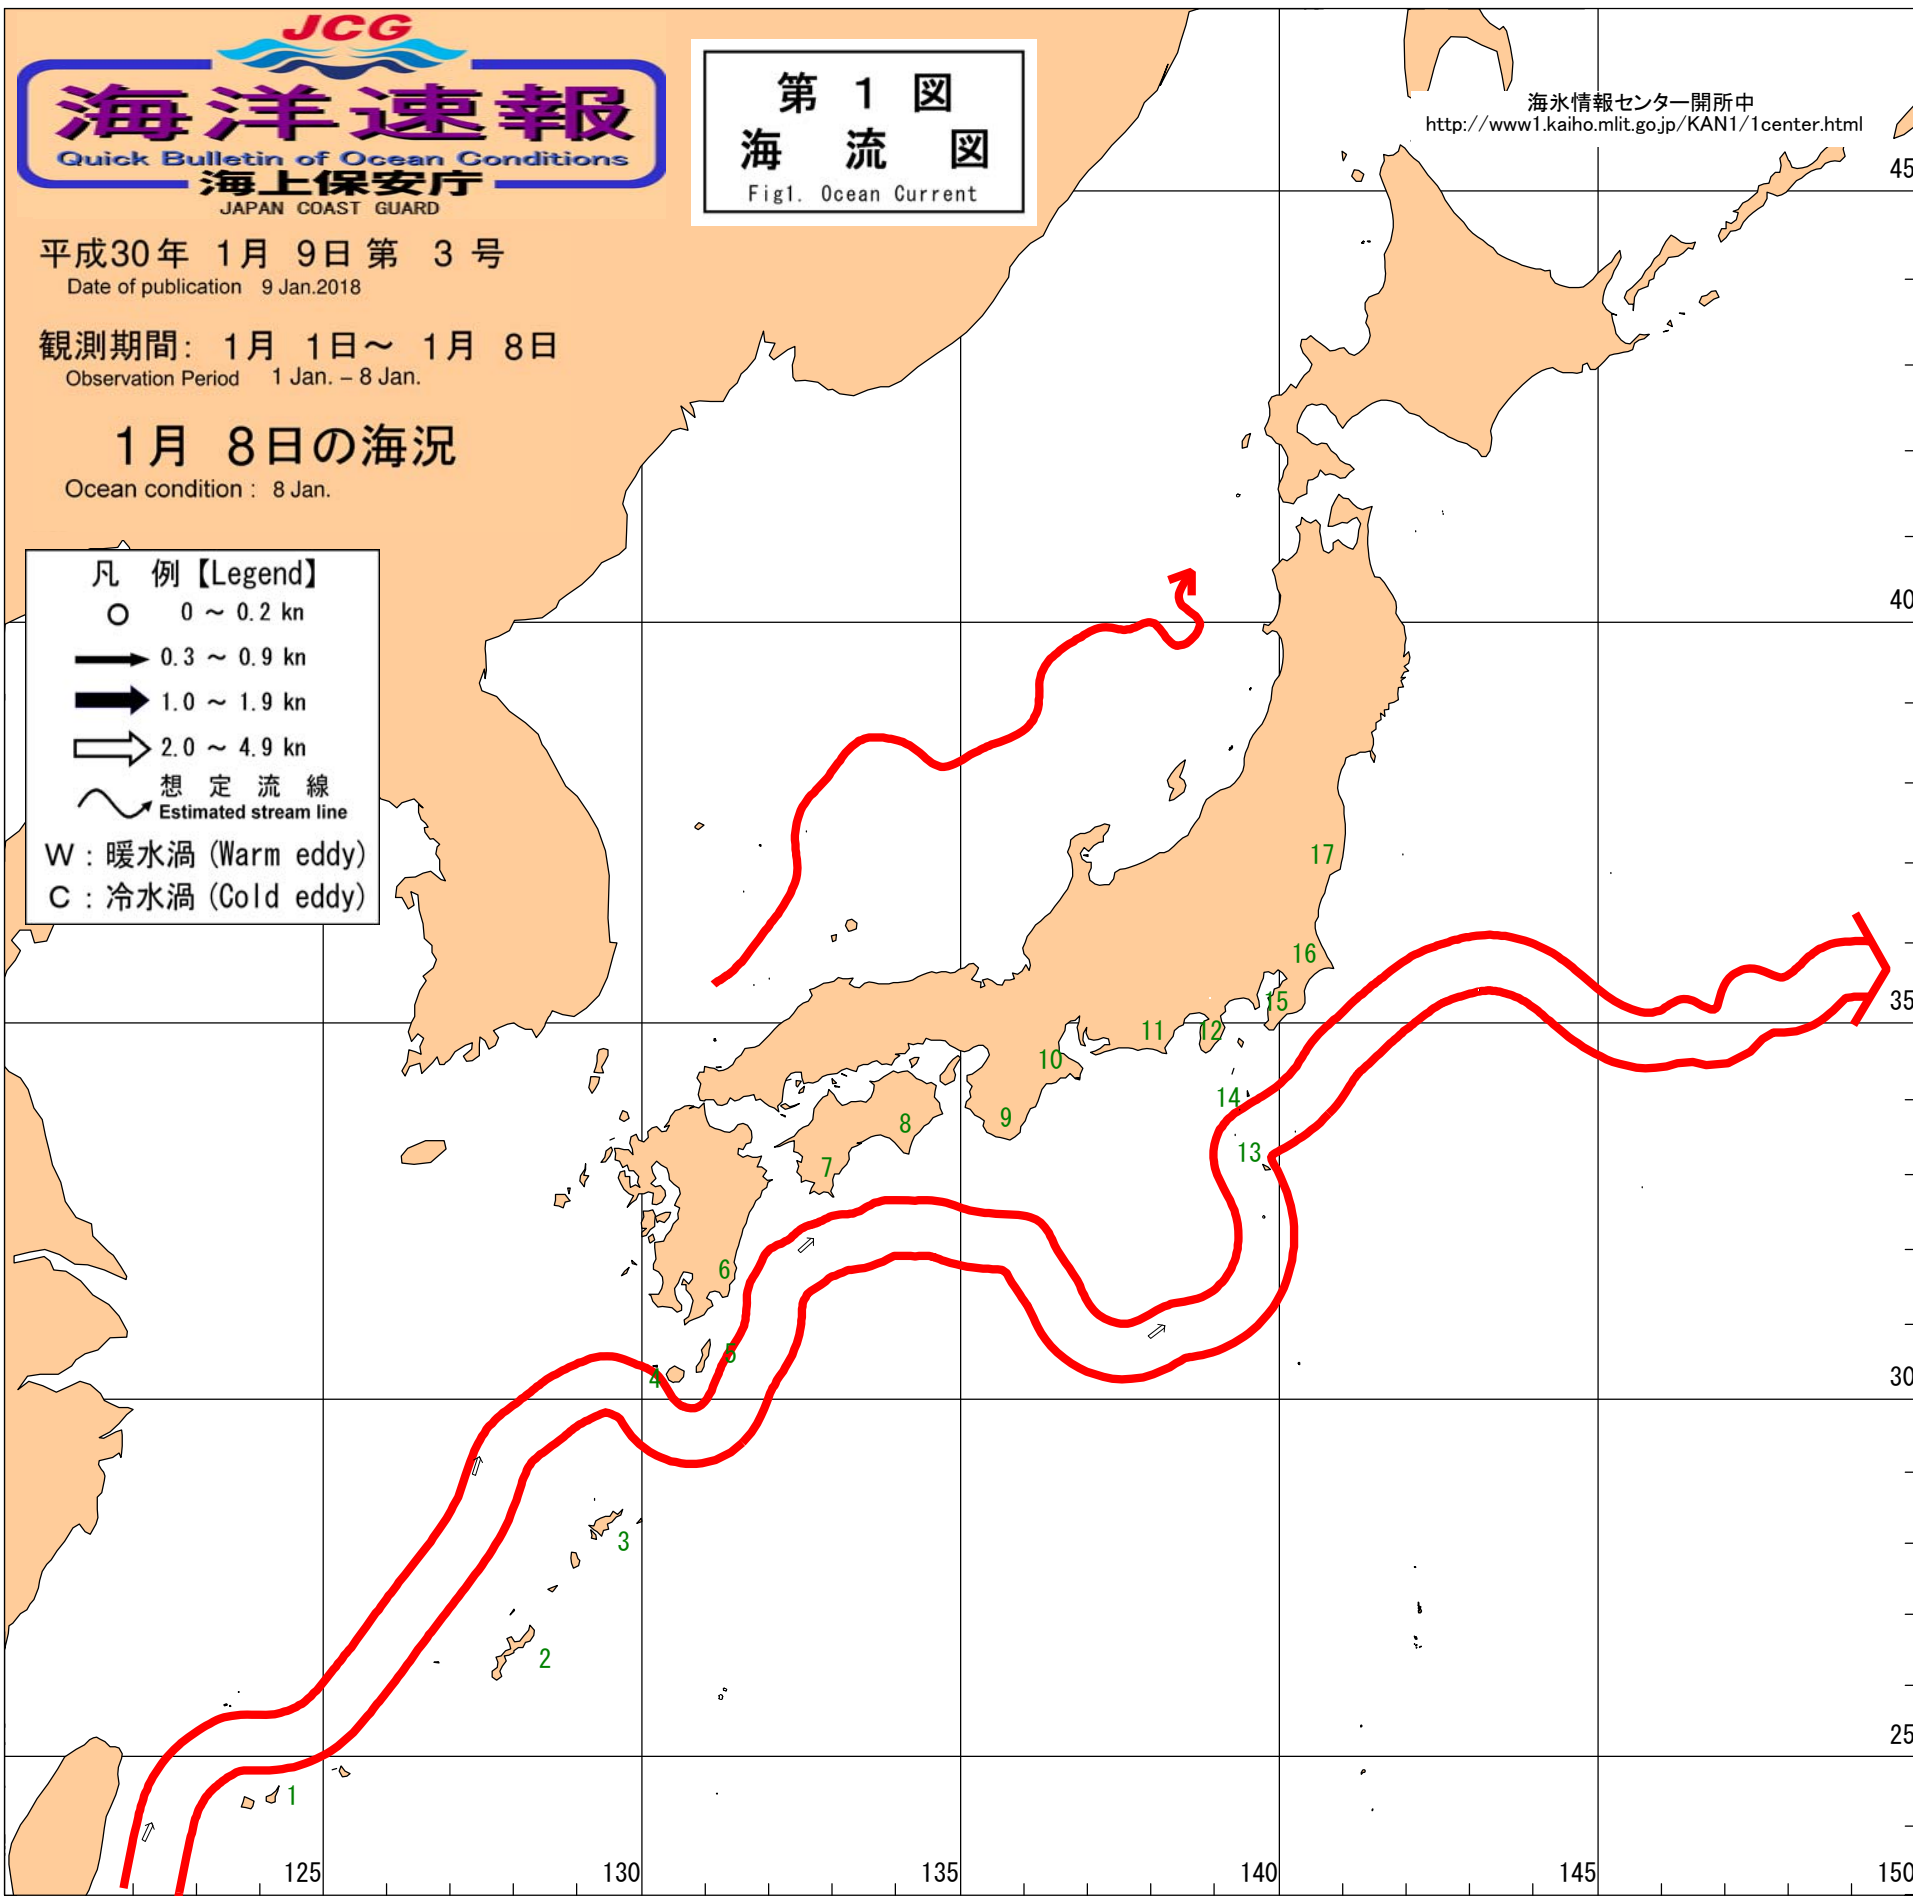 JCG
海洋速報
Quick Bulletin of Ocean Conditions
海上保安庁
JAPAN COAST GUARD
第 1 図
海 流 図
Fig1. Ocean Current
海氷情報センター開所中
http://www1.kaiho.mlit.go.jp/KAN1/1center.html
平成30年 1月 9日 第 3 号
Date of publication 9 Jan.2018
観測期間: 1月 1日～ 1月 8日
Observation Period 1 Jan. – 8 Jan.
1月 8日の海況
Ocean condition : 8 Jan.
凡 例【Legend】
0 ～ 0.2 kn
0.3 ～ 0.9 kn
1.0 ～ 1.9 kn
2.0 ～ 4.9 kn
想 定 流 線
Estimated stream line
W : 暖水渦 (Warm eddy)
C : 冷水渦 (Cold eddy)
45
40
17
16
35
15
12
11
10
14
9
8
13
7
6
5
4
30
3
2
25
1
125
130
135
140
145
150